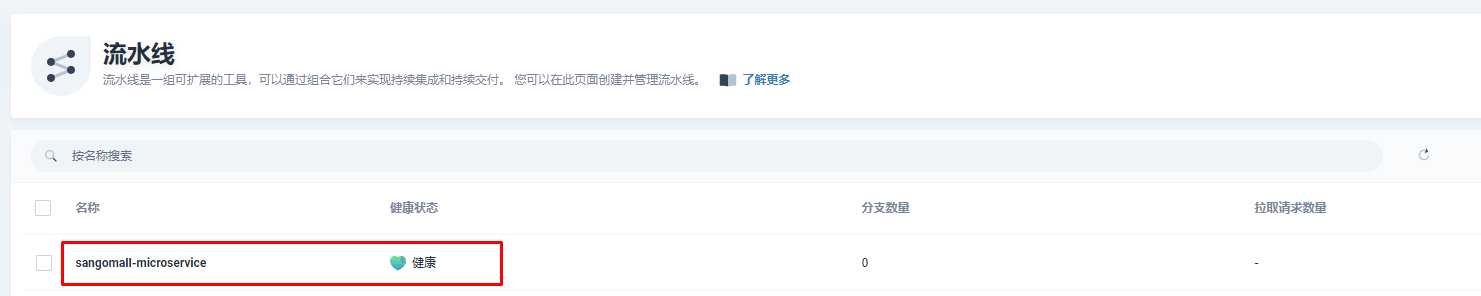 流水线
流水线是一组可扩展的工具，可以通过组合它们来实现持续集成和持续交付。 您可以在此页面创建并管理流水线。 了解更多
按名称搜索
名称 健康状态 分支数量 拉取请求数量
sangomall-microservice 健康 0 -